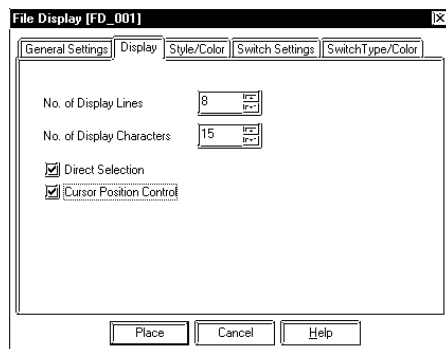 File Display [FD_001]
General Settings Display Style/Color Switch Settings SwitchType/Color
No. of Display Lines 8
No. of Display Characters 15
Direct Selection
Cursor Position Control
Place Cancel Help